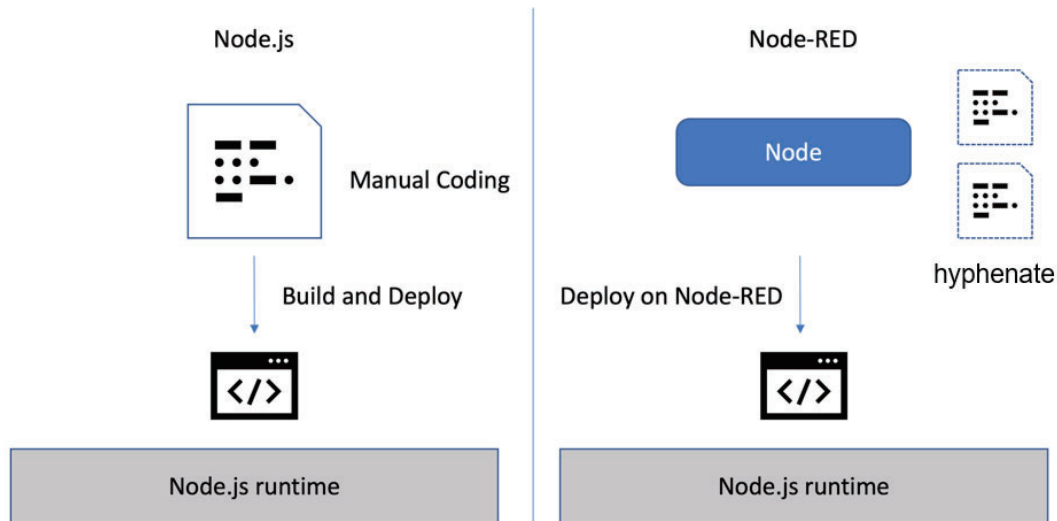 Node.js
Manual Coding
Build and Deploy
</>
Node.js runtime
Node-RED
Node
hyphenate
Deploy on Node-RED
</>
Node.js runtime